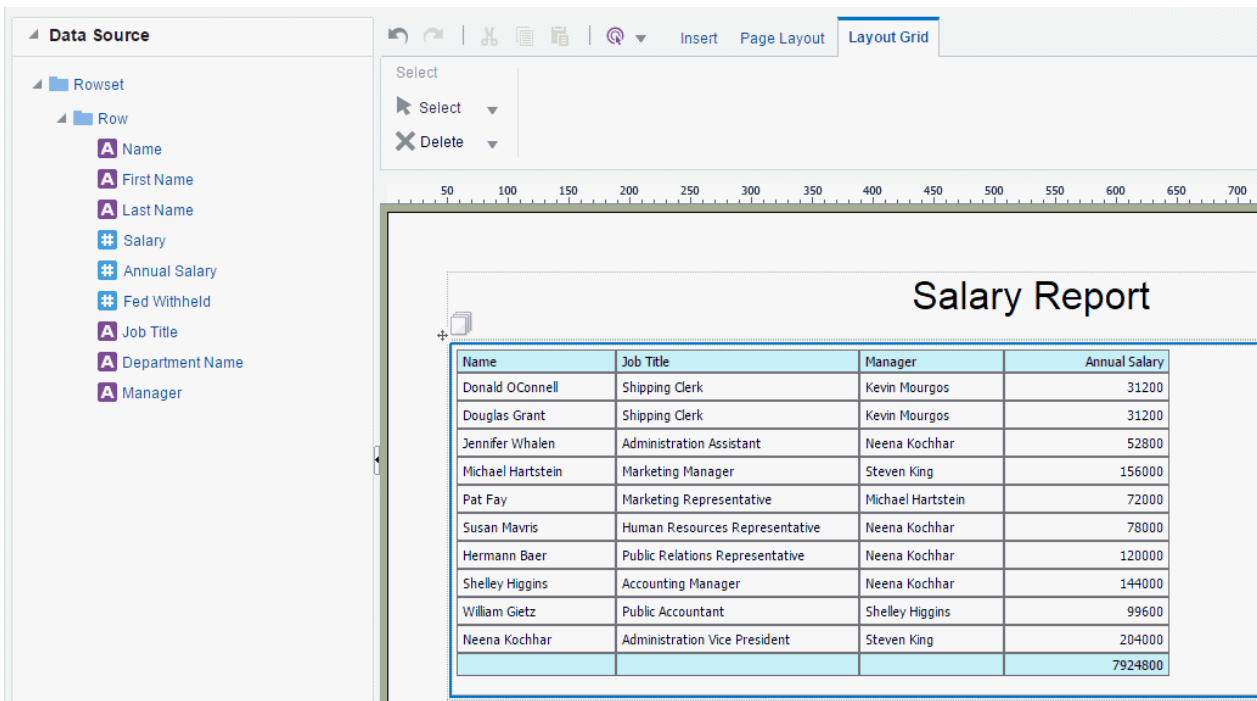 Data Source
Rowset
Row
A Name
A First Name
A Last Name
# Salary
# Annual Salary
# Fed Withheld
A Job Title
A Department Name
A Manager
Insert Page Layout Layout Grid
Select
Select
Delete
50 100 150 200 250 300 350 400 450 500 550 600 650 700
Salary Report
Name Job Title Manager Annual Salary
Donald OConnell Shipping Clerk Kevin Mourgos 31200
Douglas Grant Shipping Clerk Kevin Mourgos 31200
Jennifer Whalen Administration Assistant Neena Kochhar 52800
Michael Hartstein Marketing Manager Steven King 156000
Pat Fay Marketing Representative Michael Hartstein 72000
Susan Mavris Human Resources Representative Neena Kochhar 78000
Hermann Baer Public Relations Representative Neena Kochhar 120000
Shelley Higgins Accounting Manager Neena Kochhar 144000
William Gietz Public Accountant Shelley Higgins 99600
Neena Kochhar Administration Vice President Steven King 204000
7924800